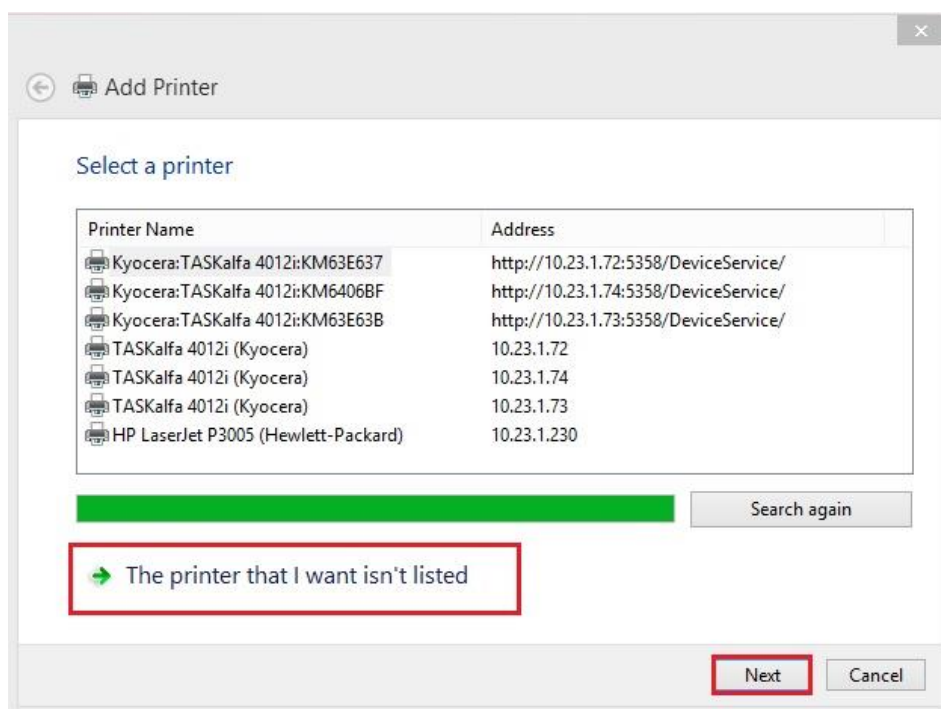 Add Printer
Select a printer
Printer Name Address
Kyocera:TASKalfa 4012i:KM63E637 http://10.23.1.72:5358/DeviceService/
Kyocera:TASKalfa 4012i:KM6406BF http://10.23.1.74:5358/DeviceService/
Kyocera:TASKalfa 4012i:KM63E63B http://10.23.1.73:5358/DeviceService/
TASKalfa 4012i (Kyocera) 10.23.1.72
TASKalfa 4012i (Kyocera) 10.23.1.74
TASKalfa 4012i (Kyocera) 10.23.1.73
HP LaserJet P3005 (Hewlett-Packard) 10.23.1.230
Search again
The printer that I want isn't listed
Next Cancel